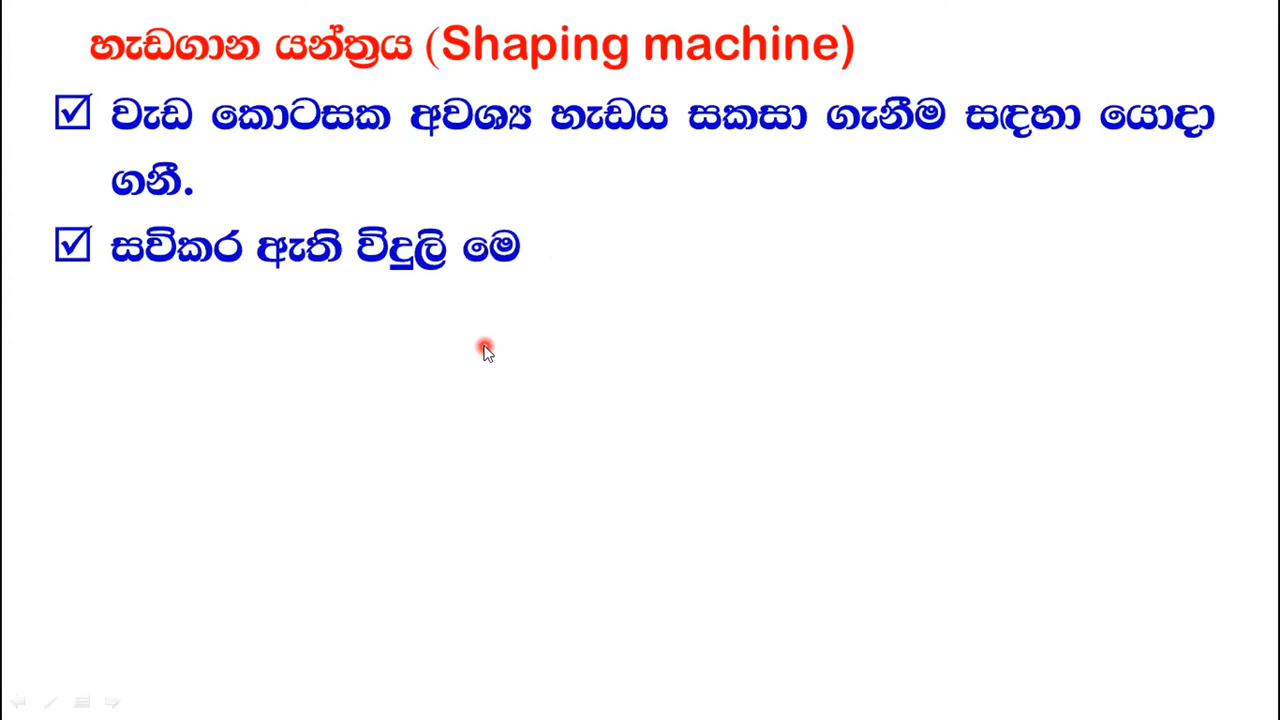 හැඩගාන යන්ත්‍රය (Shaping machine)
වැඩ කොටසක අවශ්‍ය හැඩය සකසා ගැනීම සඳහා යොදා
ගනී.
සවිකර ඇති විදුලි මෙ